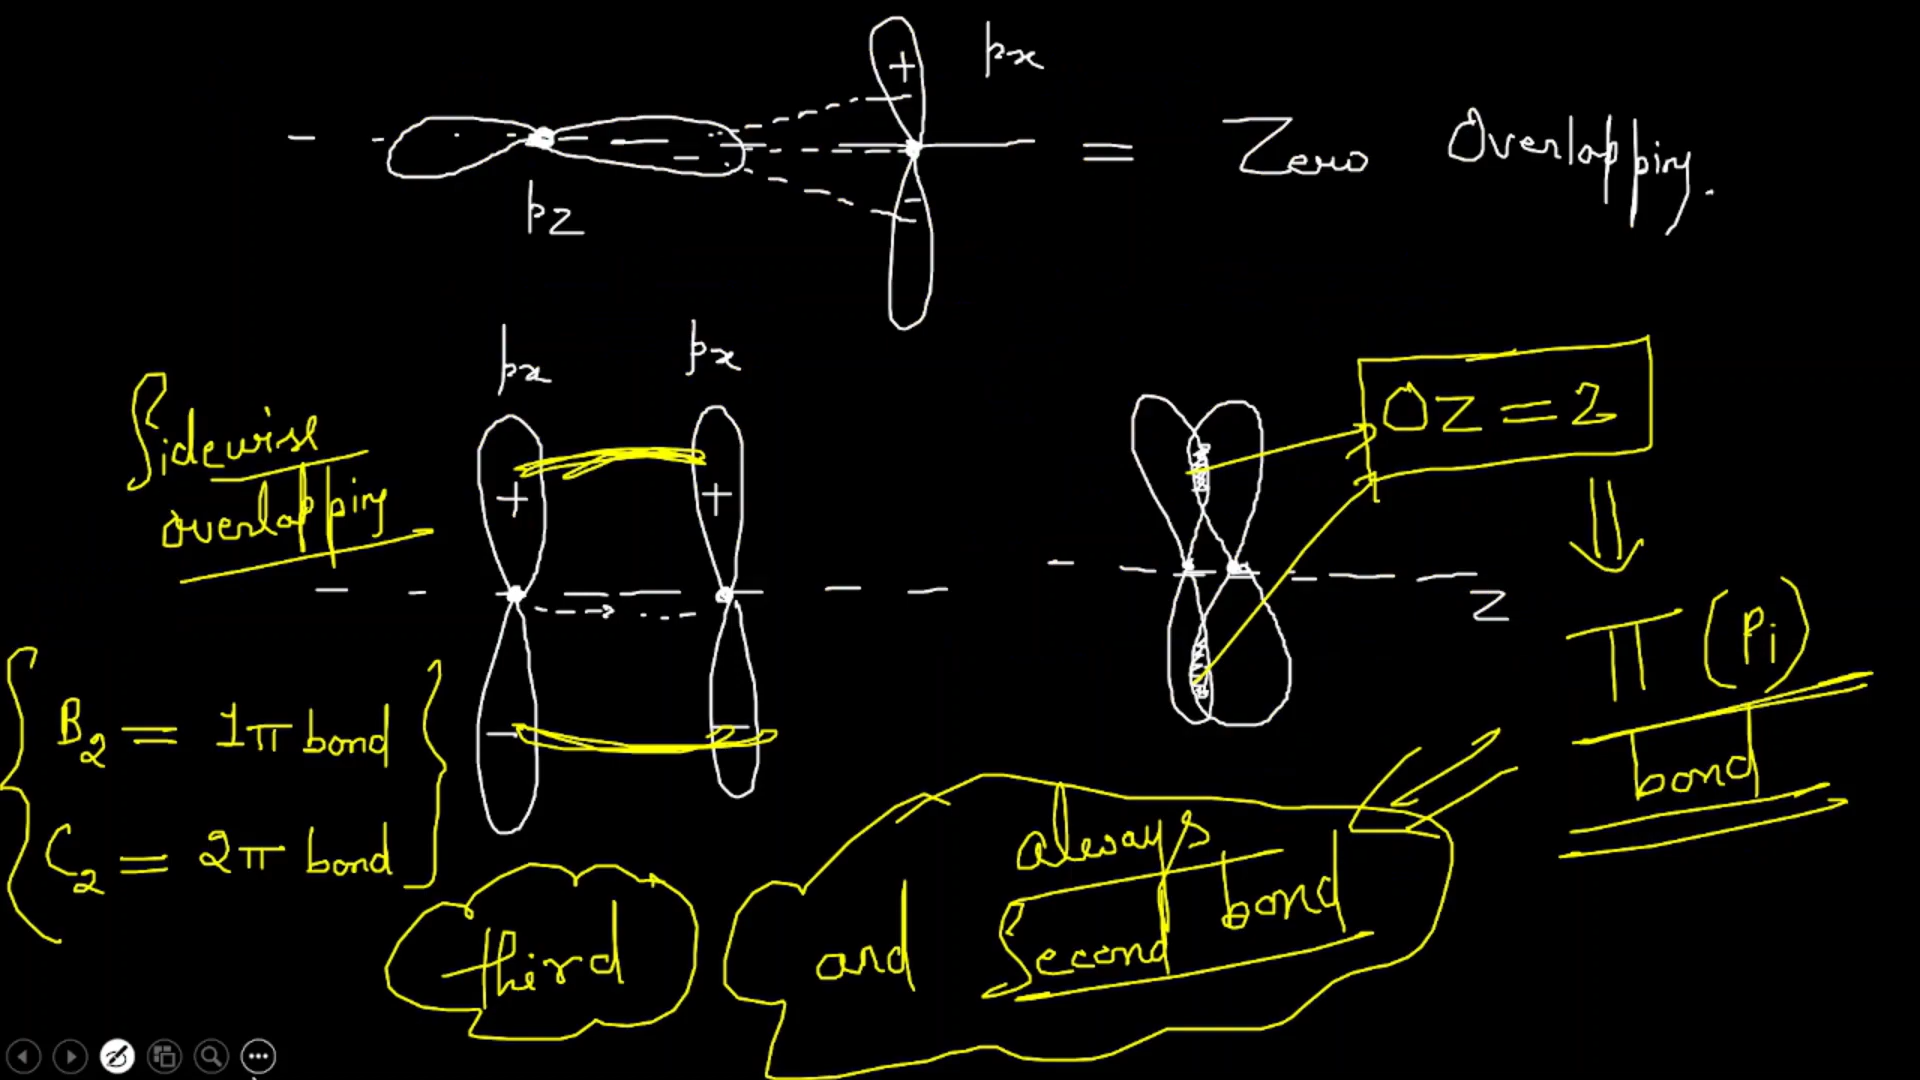 +
px
-
-
pz
= Zero Overlapping.
px
px
Sidewise
overlapping
+
+
-
-
OZ = 2
z
π (Pi)
bond
B2 = 1π bond
C2 = 2π bond
always
third
and Second bond